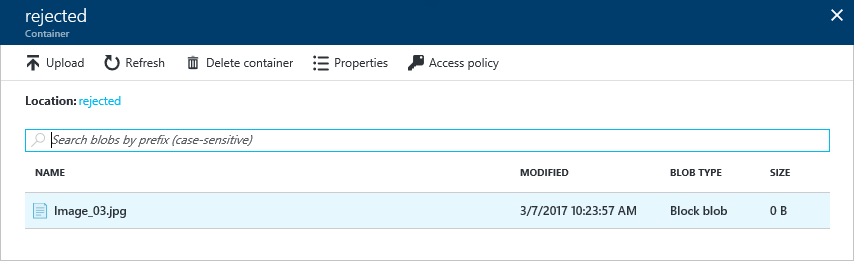 rejected
Container
Upload Refresh Delete container Properties Access policy
Location: rejected
Search blobs by prefix (case-sensitive)
NAME MODIFIED BLOB TYPE SIZE
Image_03.jpg 3/7/2017 10:23:57 AM Block blob 0 B